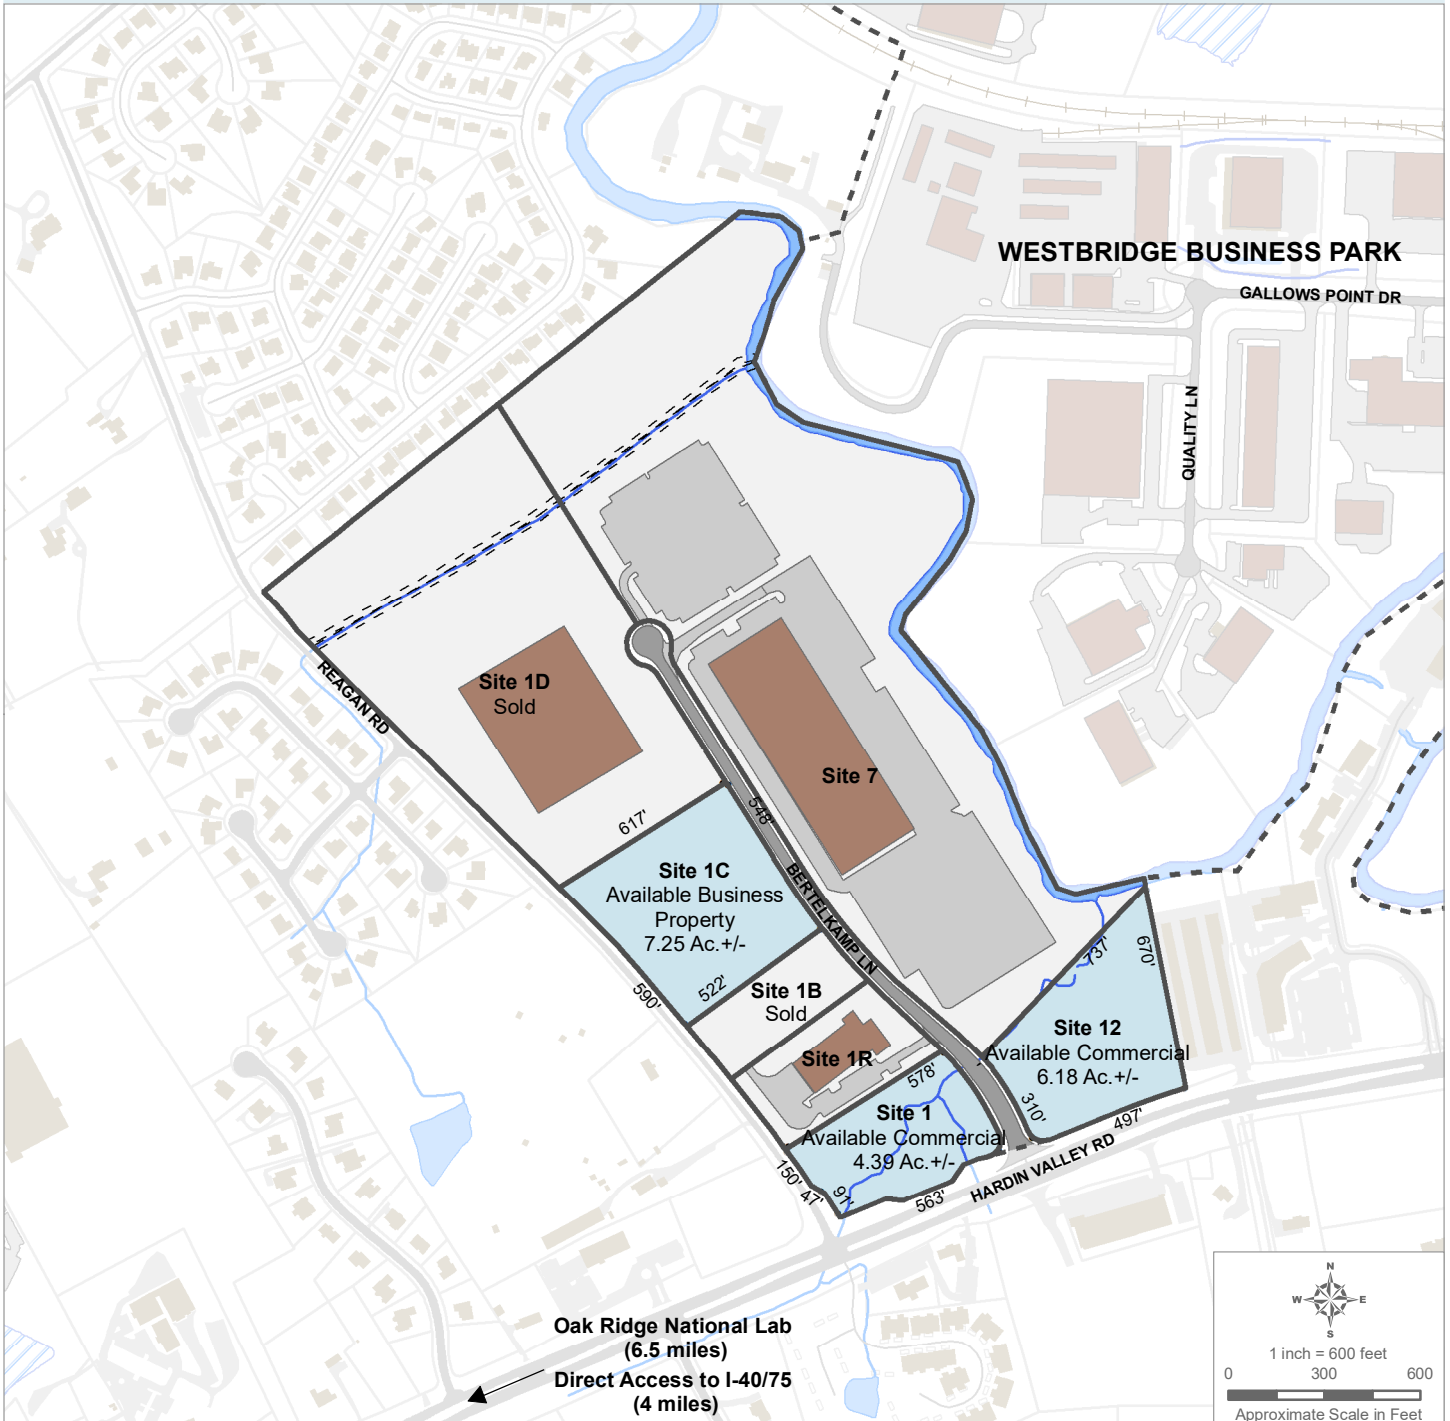 WESTBRIDGE BUSINESS PARK
GALLOWS POINT DR
QUALITY LN
REAGAN RD
Site 1D
Sold
Site 7
617'
548'
BERTELKAMP LN
Site 1C
Available Business
Property
7.25 Ac.+/-
522'
590'
Site 1B
Sold
737'
670'
Site 1R
578'
Site 12
Available Commercial
6.18 Ac.+/-
310'
497'
Site 1
Available Commercial
4.39 Ac.+/-
150'
47'
91'
563'
HARDIN VALLEY RD
Oak Ridge National Lab
(6.5 miles)
Direct Access to I-40/75
(4 miles)
N
W
E
S
1 inch = 600 feet
0 300 600
Approximate Scale in Feet